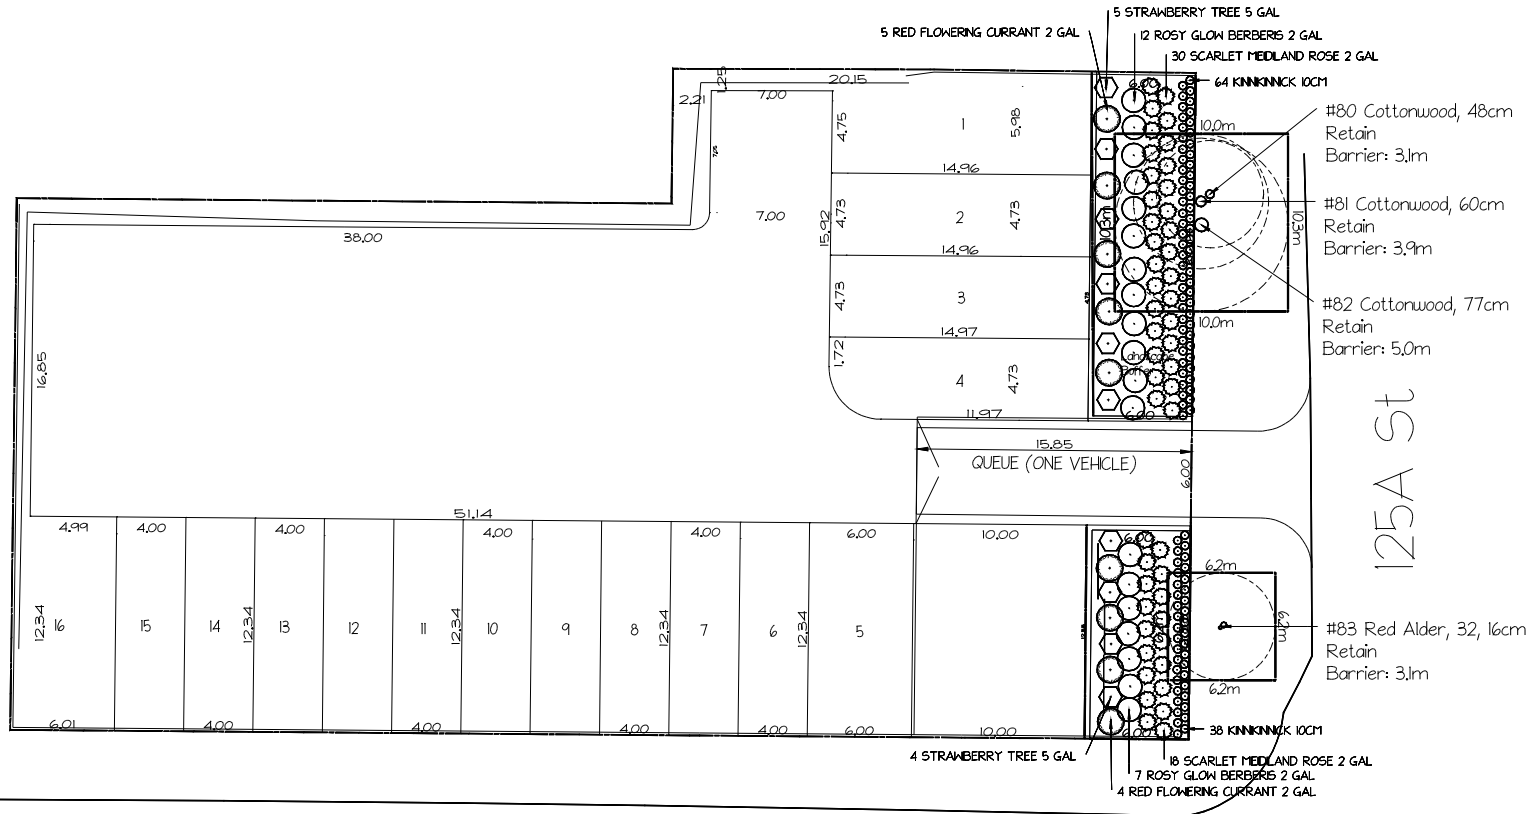 5 STRAWBERRY TREE 5 GAL
5 RED FLOWERING CURRANT 2 GAL
12 ROSY GLOW BERBERIS 2 GAL
30 SCARLET MEIDLAND ROSE 2 GAL
64 KINNIKINNICK 10CM
#80 Cottonwood, 48cm
Retain
Barrier: 3.1m
#81 Cottonwood, 60cm
Retain
Barrier: 3.9m
#82 Cottonwood, 77cm
Retain
Barrier: 5.0m
125A St
#83 Red Alder, 32, 16cm
Retain
Barrier: 3.1m
1.25
20.15
2.21
7.00
4.75
1
5.98
14.96
7.00
15.92
4.73
2
4.73
14.96
4.73
3
14.97
1.72
4
4.73
11.97
38.00
16.85
6.00
10.0m
10.3m
10.3m
10.0m
Landscape
Buffer
6.00
15.85
QUEUE (ONE VEHICLE)
6.00
51.14
4.99
4.00
4.00
4.00
4.00
6.00
10.00
6.00
12.34
16
15
14
12.34
13
12
11
12.34
10
9
8
12.34
7
6
12.34
5
6.2m
6.2m
6.2m
6.01
4.00
4.00
4.00
4.00
6.00
10.00
6.00
38 KINNIKINNICK 10CM
4 STRAWBERRY TREE 5 GAL
18 SCARLET MEIDLAND ROSE 2 GAL
7 ROSY GLOW BERBERIS 2 GAL
4 RED FLOWERING CURRANT 2 GAL